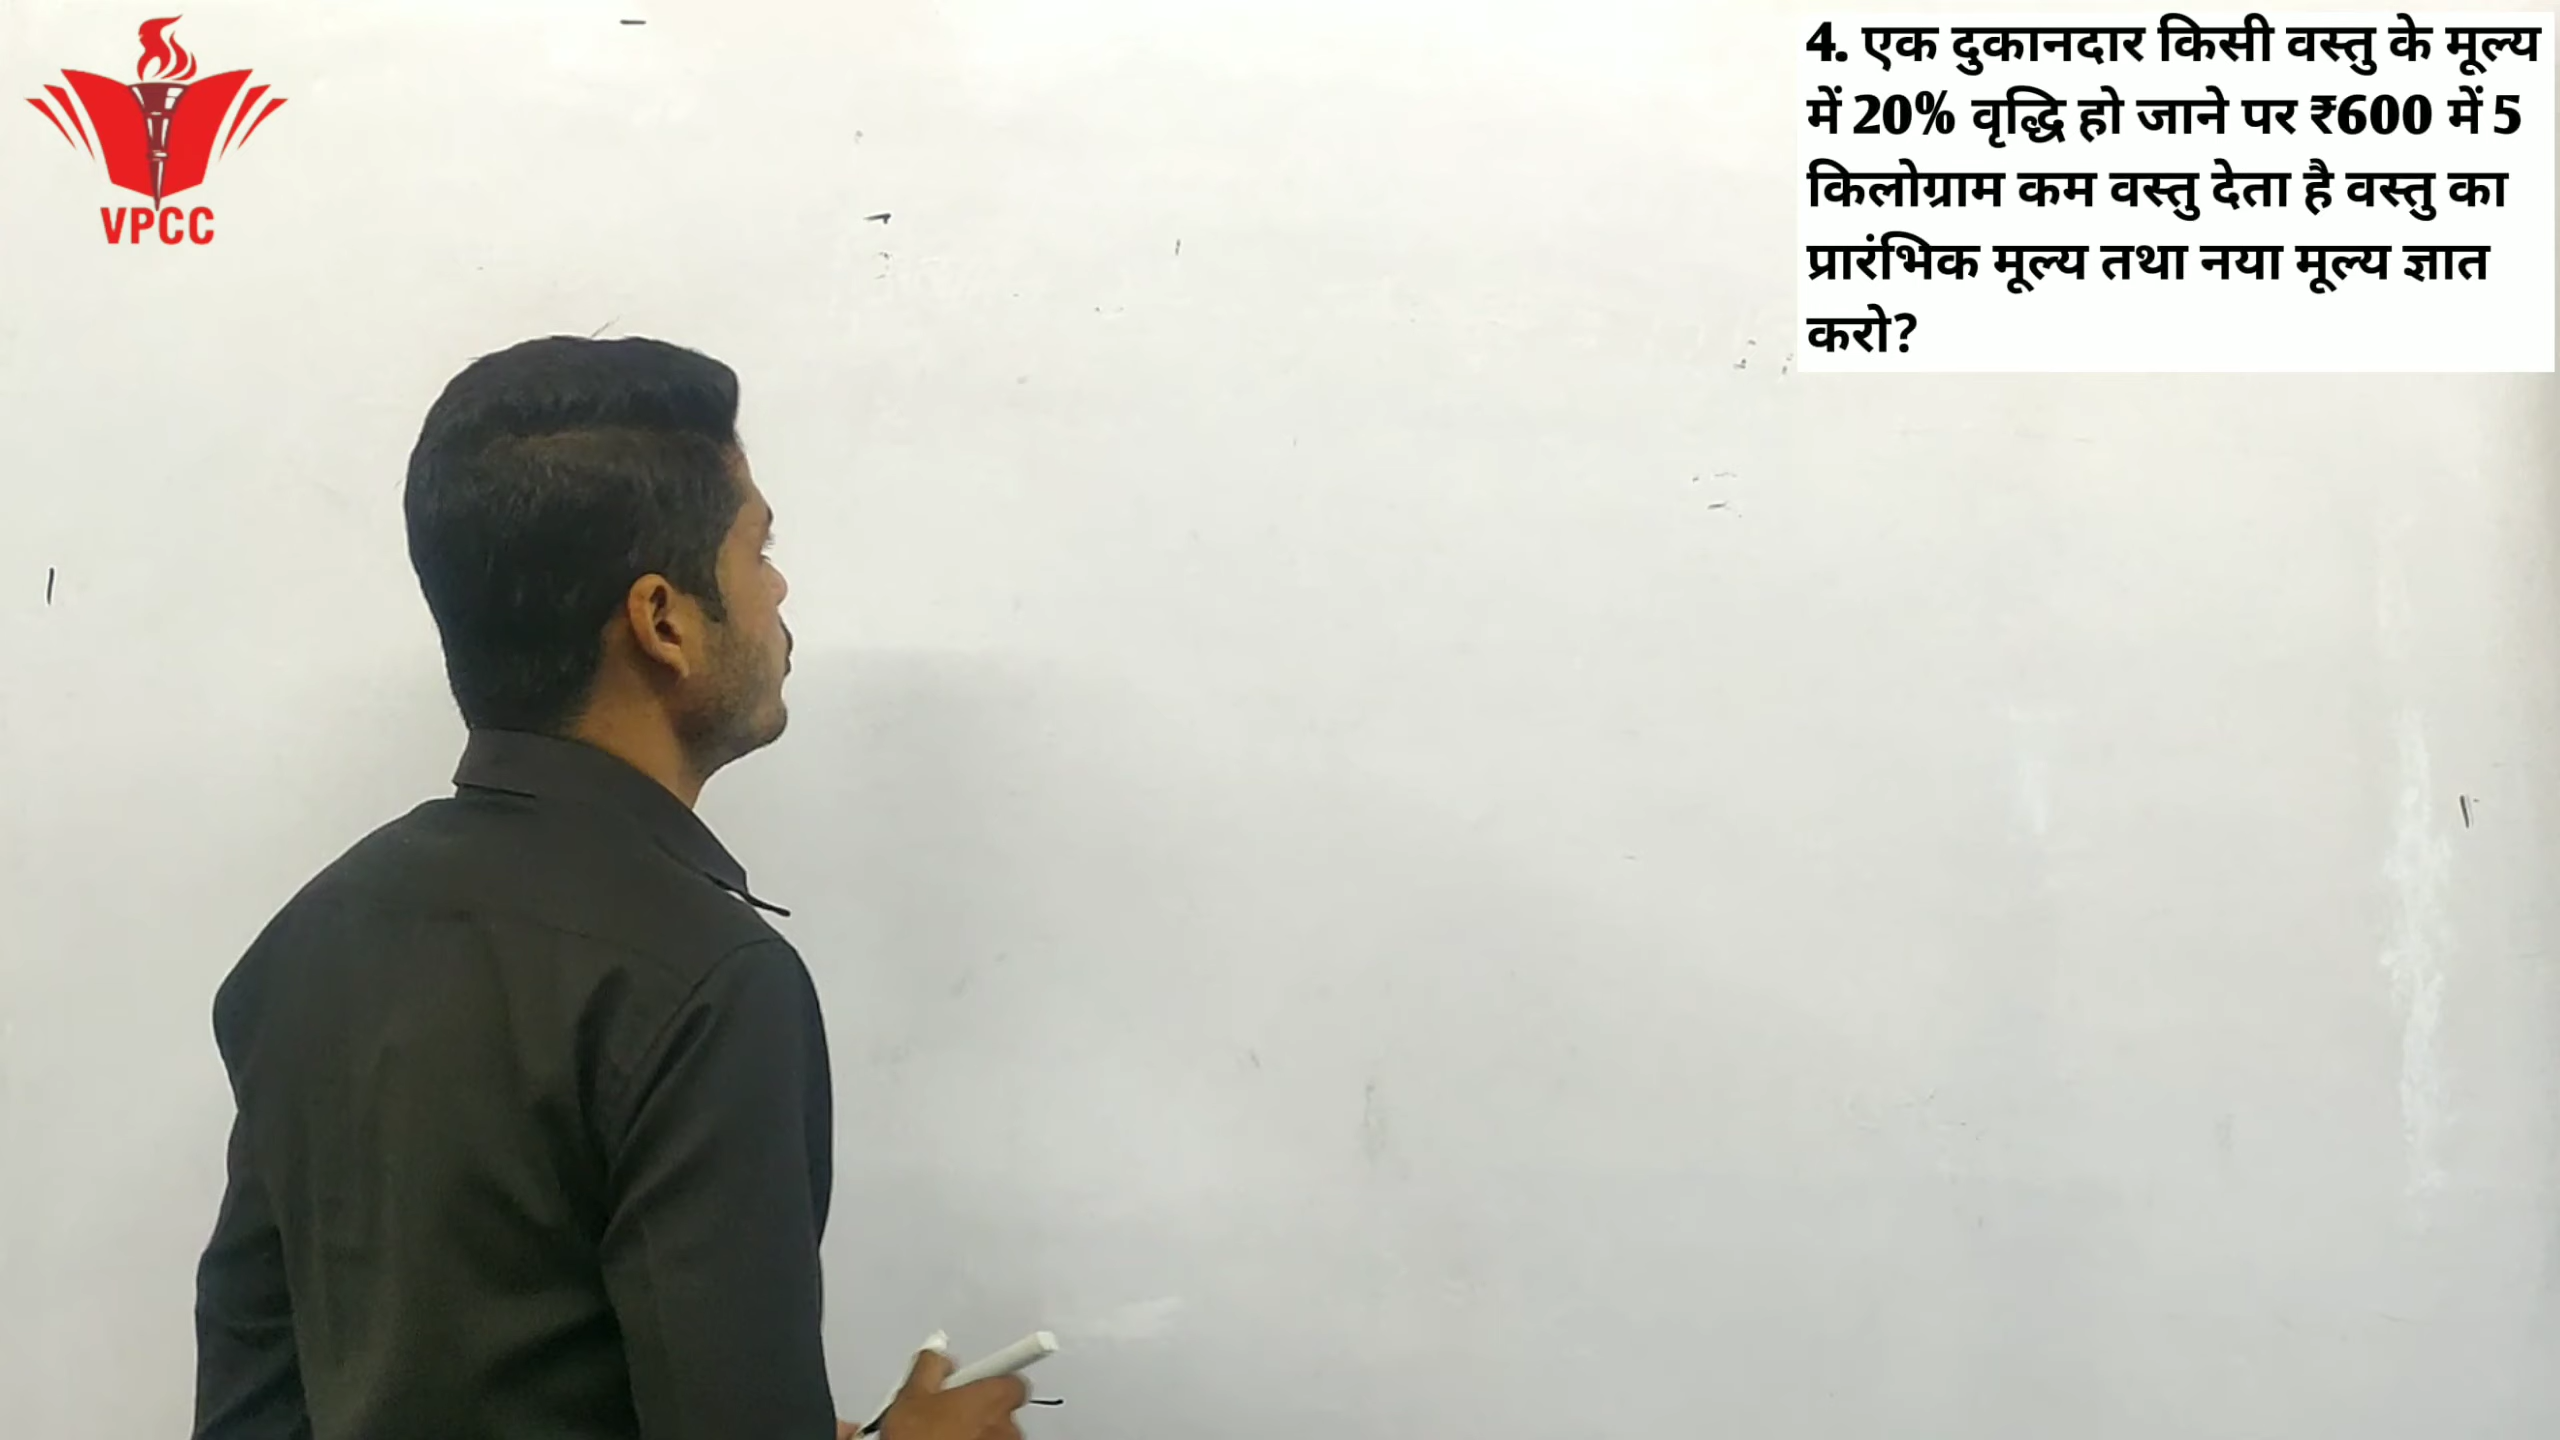 VPCC
4. एक दुकानदार किसी वस्तु के मूल्य
में 20% वृद्धि हो जाने पर ₹600 में 5
किलोग्राम कम वस्तु देता है वस्तु का
प्रारंभिक मूल्य तथा नया मूल्य ज्ञात
करो?